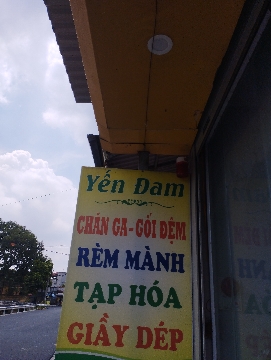 Yến Đam
CHĂN GA-GỐI ĐỆM
RÈM MÀNH
TẠP HÓA
GIẦY DÉP